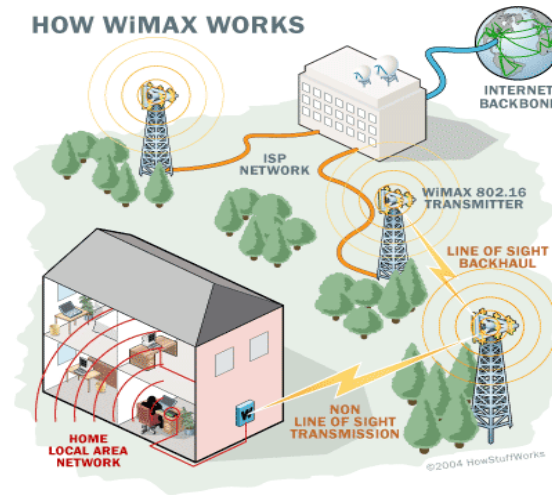 HOW WiMAX WORKS
INTERNET
BACKBONE
ISP
NETWORK
WiMAX 802.16
TRANSMITTER
LINE OF SIGHT
BACKHAUL
NON
LINE OF SIGHT
TRANSMISSION
HOME
LOCAL AREA
NETWORK
©2004 HowStuffWorks